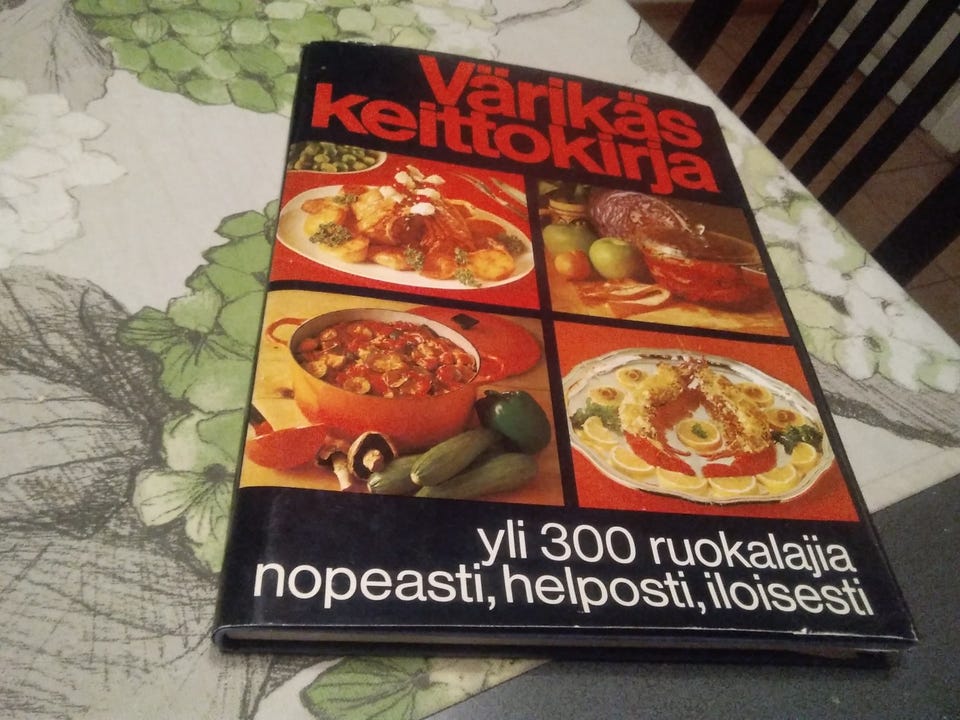 Värikäs
keittokirja
yli 300 ruokalajia
nopeasti, helposti, iloisesti